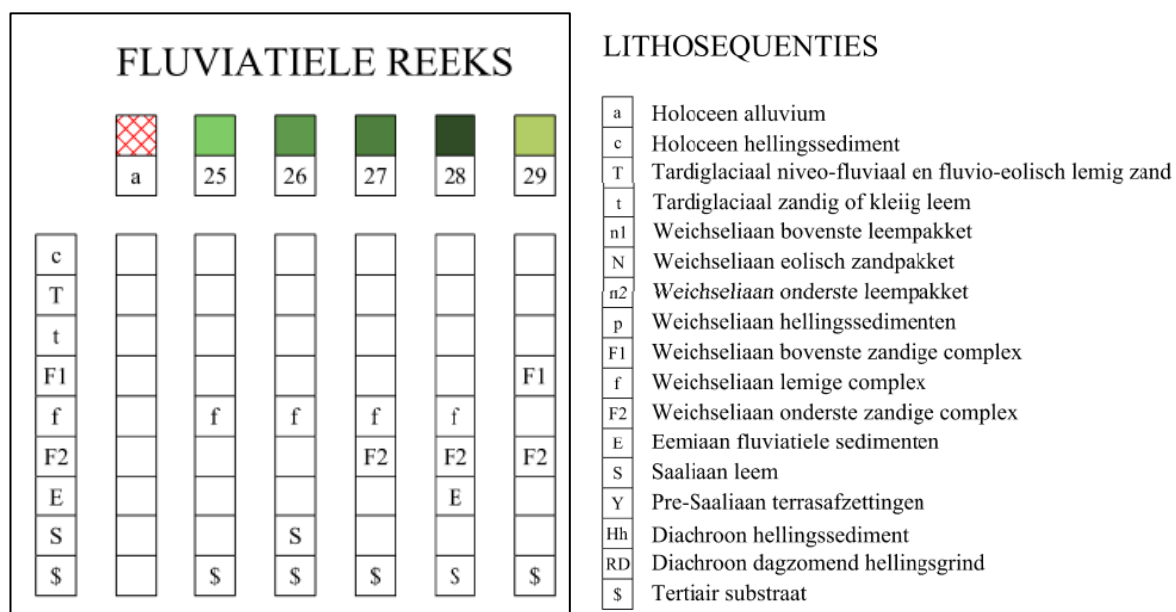 FLUVIATIELE REEKS
a 25 26 27 28 29
c
T
t
F1 F1
f f f f f
F2 F2 F2 F2
E E
S S
$ $ $ $ $ $
LITHOSEQUENTIES
a Holoceen alluvium
c Holoceen hellingssediment
T Tardiglaciaal niveo-fluviaal en fluvio-eolisch lemig zand
t Tardiglaciaal zandig of kleiig leem
n1 Weichseliaan bovenste leempakket
N Weichseliaan eolisch zandpakket
n2 Weichseliaan onderste leempakket
p Weichseliaan hellingssedimenten
F1 Weichseliaan bovenste zandige complex
f Weichseliaan lemige complex
F2 Weichseliaan onderste zandige complex
E Eemiaan fluviatiele sedimenten
S Saaliaan leem
Y Pre-Saaliaan terrasafzettingen
Hh Diachroon hellingssediment
RD Diachroon dagzomend hellingsgrind
$ Tertiair substraat